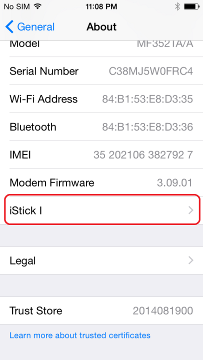 No SIM 11:08 PM
General About
Model MF352TA/A
Serial Number C38MJ5W0FRC4
Wi-Fi Address 84:B1:53:E8:D3:35
Bluetooth 84:B1:53:E8:D3:36
IMEI 35 202106 382792 7
Modem Firmware 3.09.01
iStick I
Legal
Trust Store 2014081900
Learn more about trusted certificates